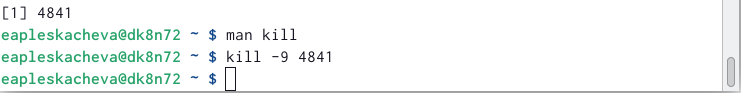 [1] 4841
eapleskacheva@dk8n72 ~ $ man kill
eapleskacheva@dk8n72 ~ $ kill -9 4841
eapleskacheva@dk8n72 ~ $